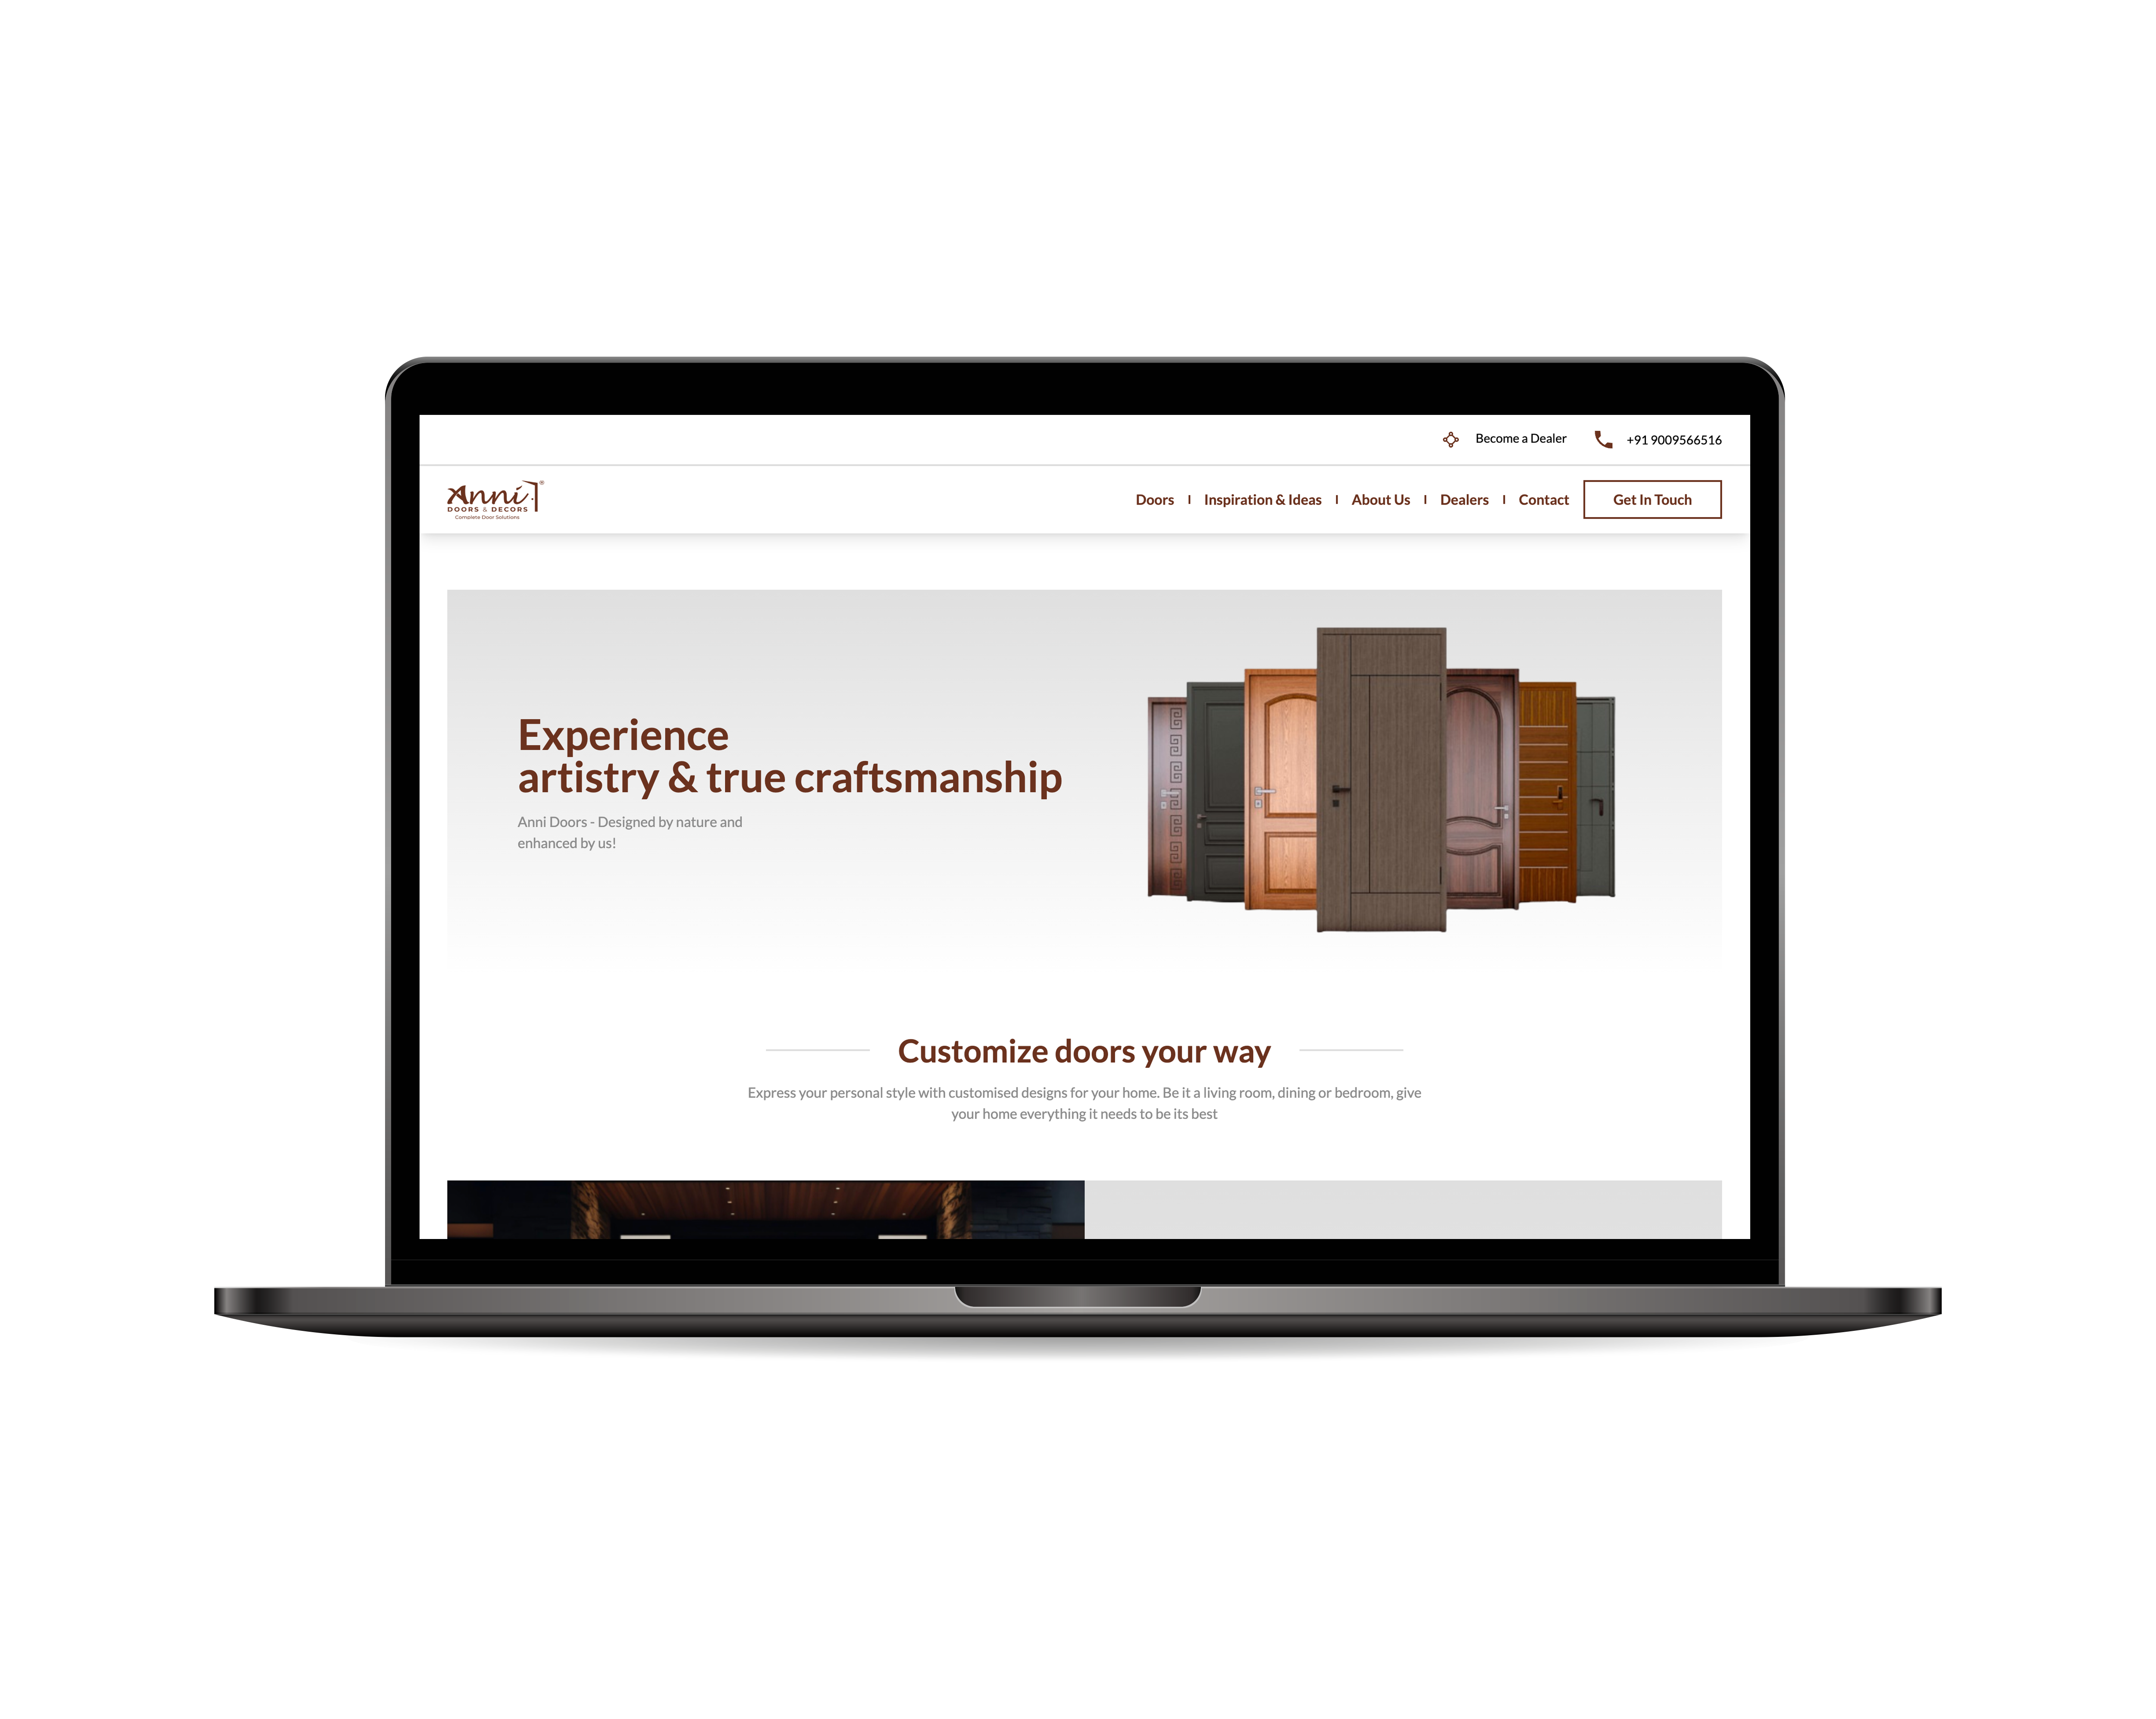 Become a Dealer
+91 9009566516
Anni®
DOORS & DECORS
Complete Door Solutions
Doors
Inspiration & Ideas
About Us
Dealers
Contact
Get In Touch
Experience
artistry & true craftsmanship
Anni Doors - Designed by nature and
enhanced by us!
Customize doors your way
Express your personal style with customised designs for your home. Be it a living room, dining or bedroom, give
your home everything it needs to be its best